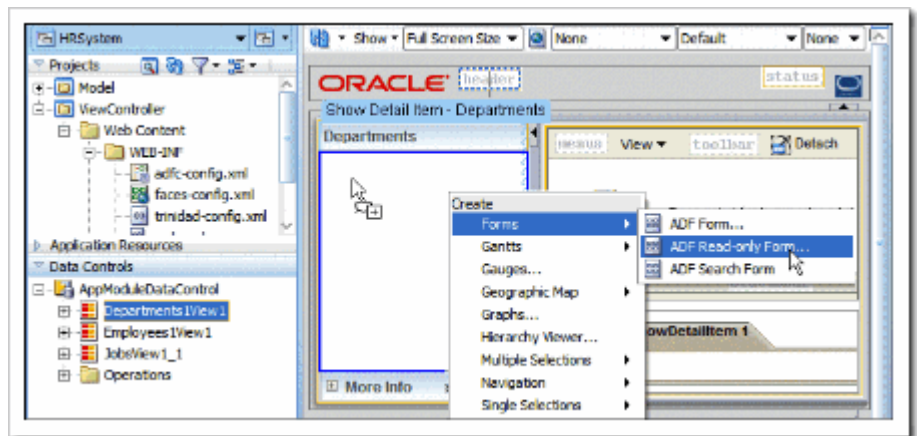 HRSystem
Show
Full Screen Size
None
Default
None
Projects
Model
ViewController
Web Content
WEB-INF
adfc-config.xml
faces-config.xml
trinidad-config.xml
Application Resources
Data Controls
AppModuleDataControl
Departments1View1
Employees1View1
JobsView1_1
Operations
ORACLE
header
status
Show Detail Item - Departments
Departments
menus
View
toolbar
Detach
Create
Forms
Gantts
Gauges...
Geographic Map
Graphs...
Hierarchy Viewer...
Multiple Selections
Navigation
Single Selections
ADF Form...
ADF Read-only Form...
ADF Search Form
owDetailItem 1
More Info